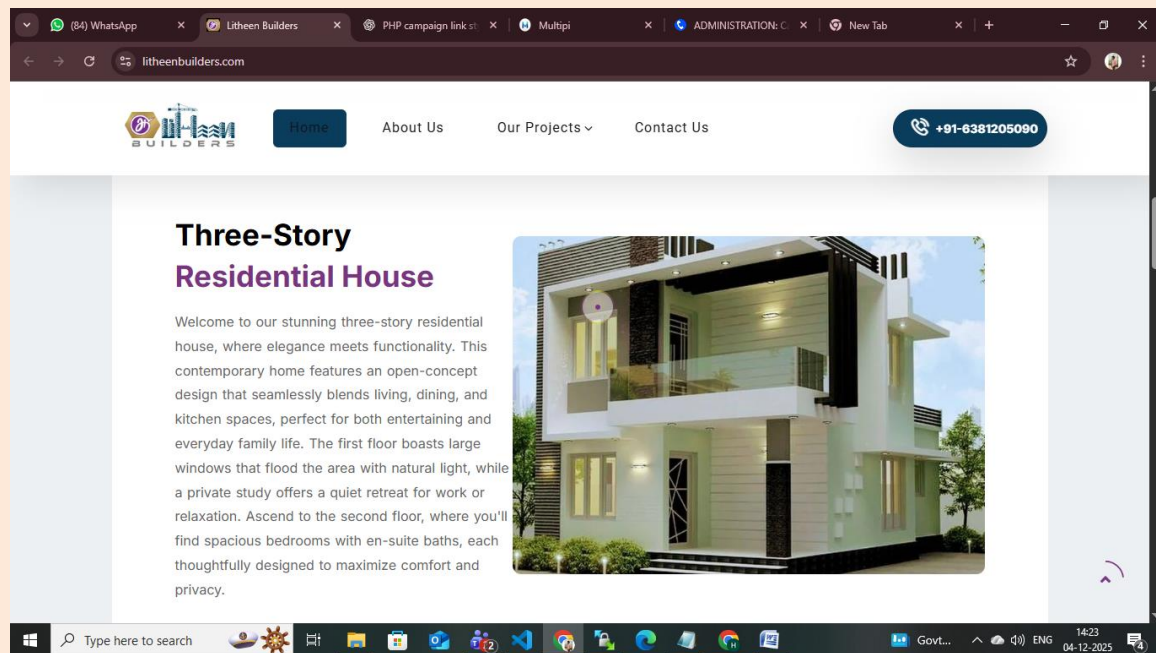 (84) WhatsApp
Litheen Builders
PHP campaign link st
Multipi
ADMINISTRATION: C
New Tab
litheenbuilders.com
LiTHEEN
BUILDERS
Home
About Us
Our Projects
Contact Us
+91-6381205090
Three-Story
Residential House
Welcome to our stunning three-story residential
house, where elegance meets functionality. This
contemporary home features an open-concept
design that seamlessly blends living, dining, and
kitchen spaces, perfect for both entertaining and
everyday family life. The first floor boasts large
windows that flood the area with natural light, while
a private study offers a quiet retreat for work or
relaxation. Ascend to the second floor, where you'll
find spacious bedrooms with en-suite baths, each
thoughtfully designed to maximize comfort and
privacy.
Type here to search
Govt...
ENG
14:23
04-12-2025